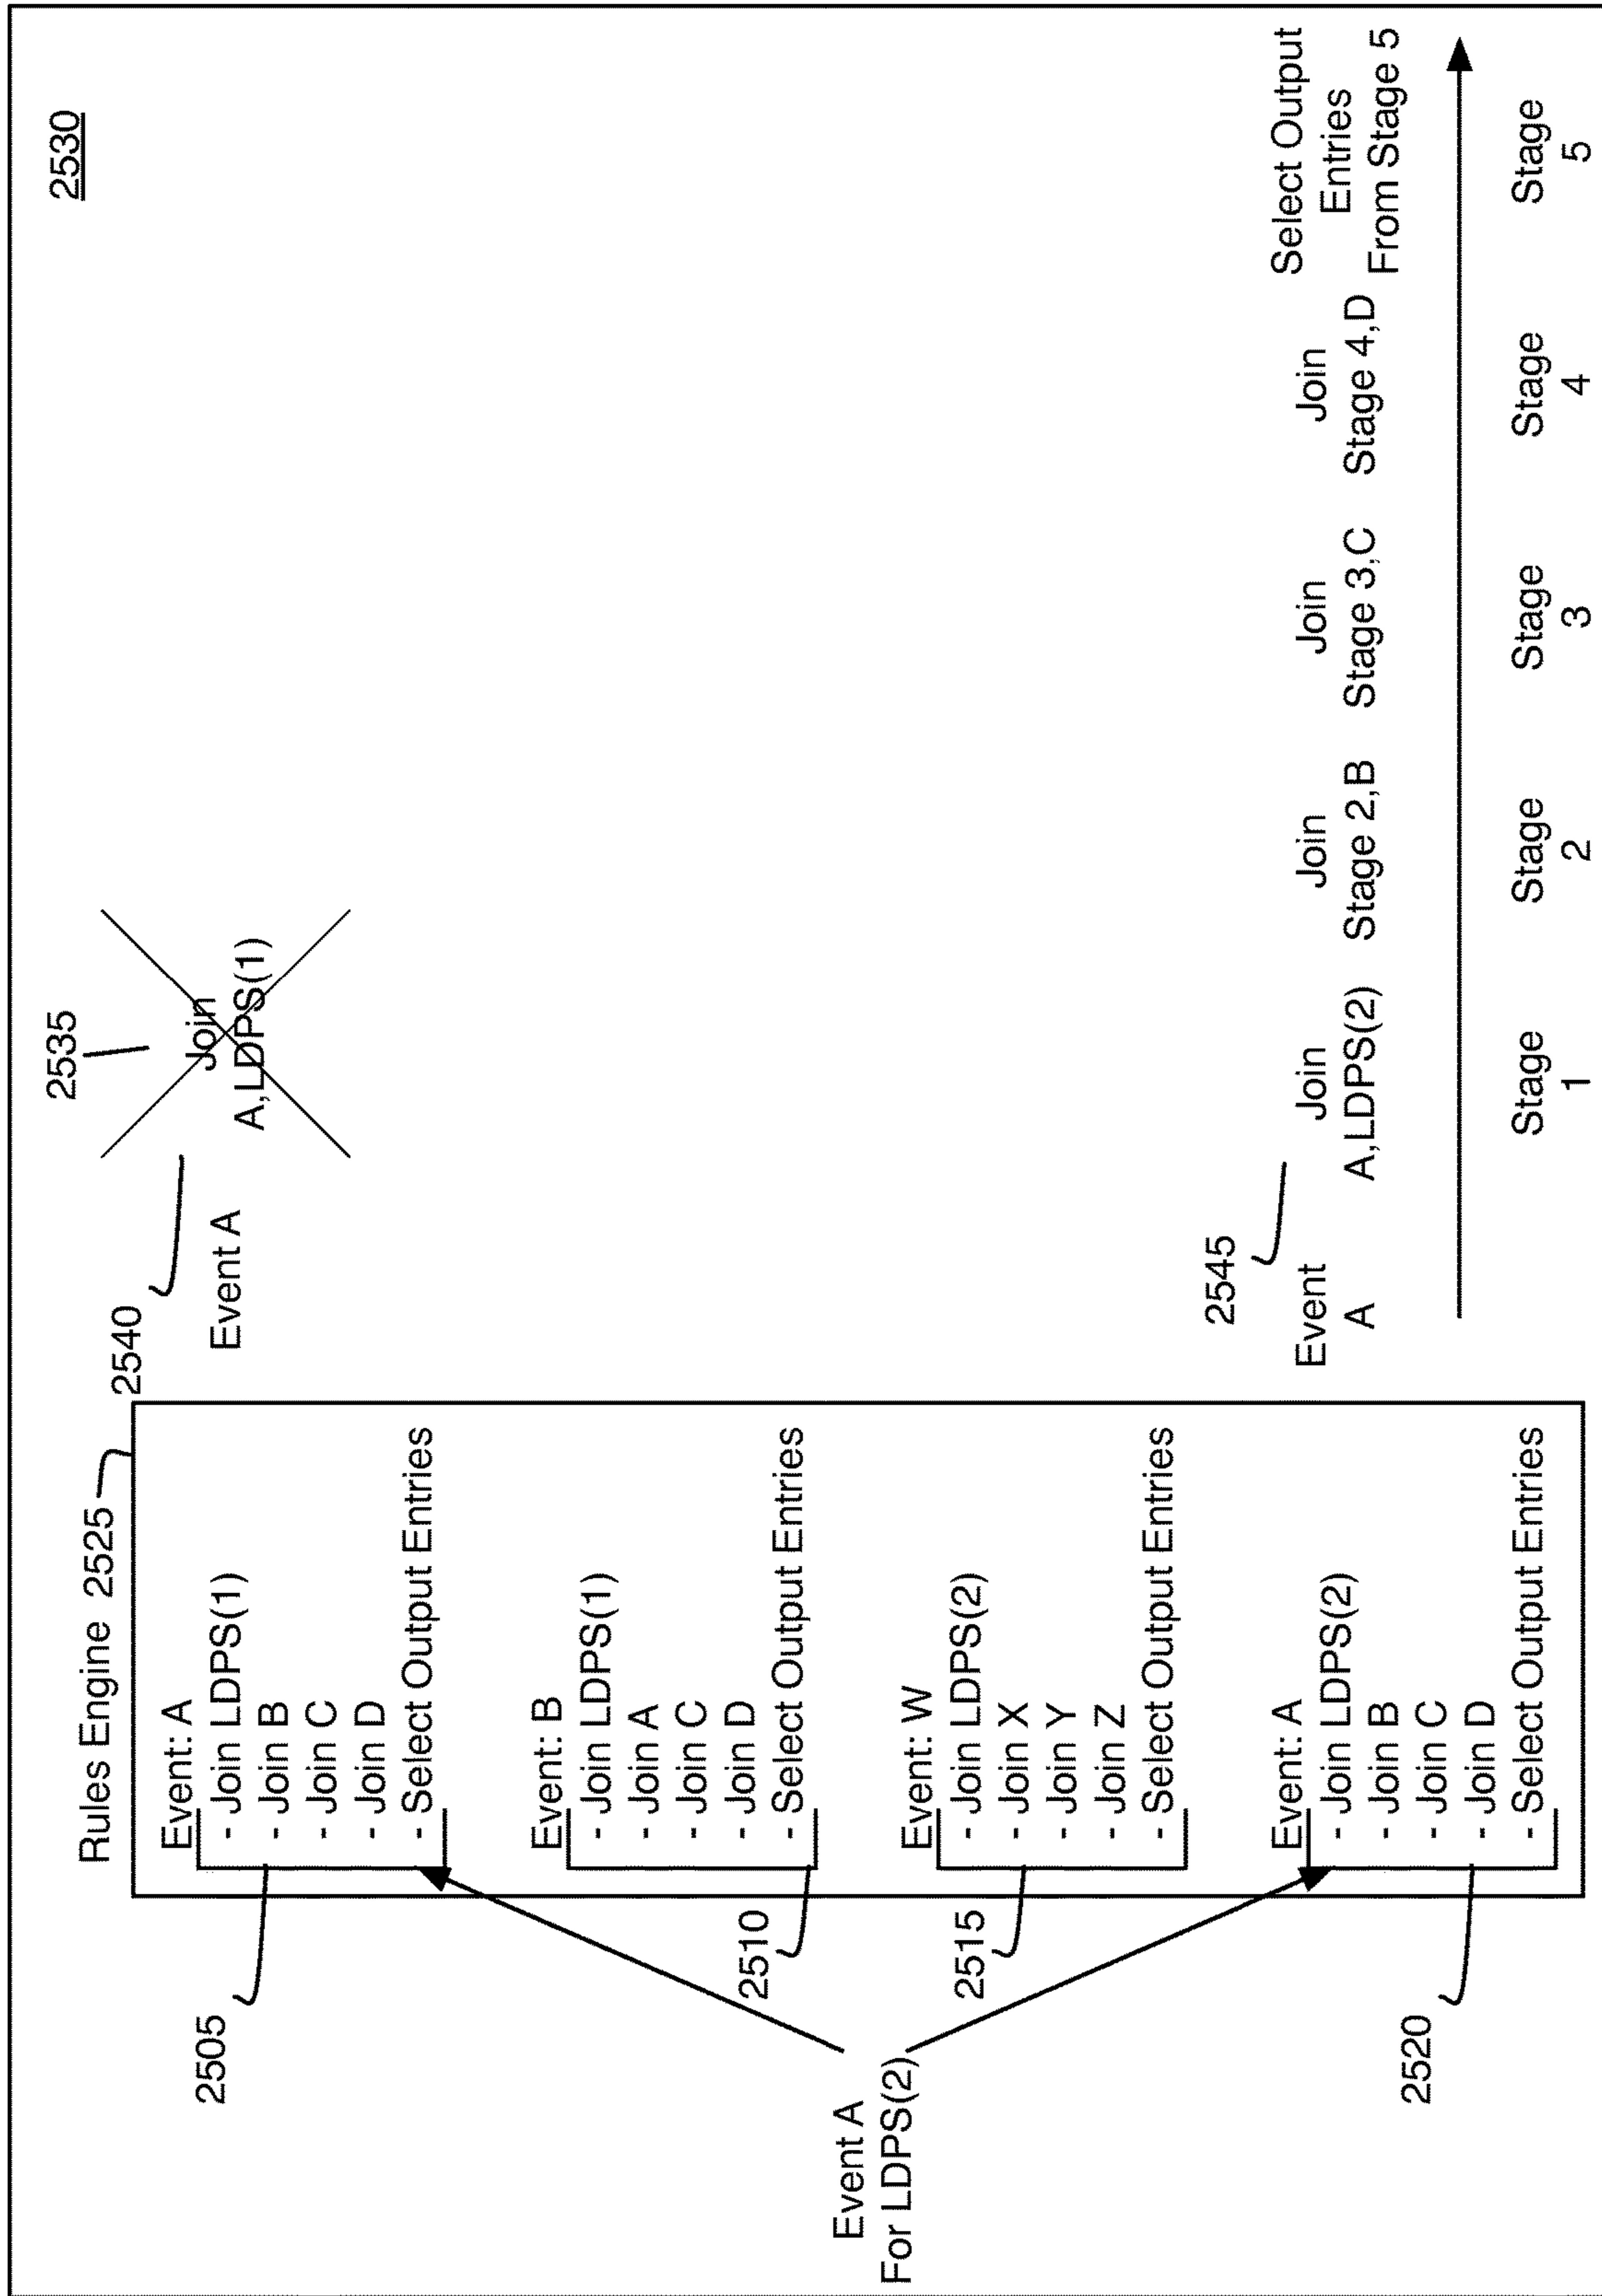 2530
Rules Engine 2525
2505
Event: A
- Join LDPS(1)
- Join B
- Join C
- Join D
- Select Output Entries
2510
Event: B
- Join LDPS(1)
- Join A
- Join C
- Join D
- Select Output Entries
2515
Event: W
- Join LDPS(2)
- Join X
- Join Y
- Join Z
- Select Output Entries
2520
Event: A
- Join LDPS(2)
- Join B
- Join C
- Join D
- Select Output Entries
Event A
For LDPS(2)
2540
2535
Event A
Join
A,LDPS(1)
2545
Event
A
Join
A,LDPS(2)
Join
Stage 2,B
Join
Stage 3,C
Join
Stage 4,D
Select Output
Entries
From Stage 5
Stage
1
Stage
2
Stage
3
Stage
4
Stage
5